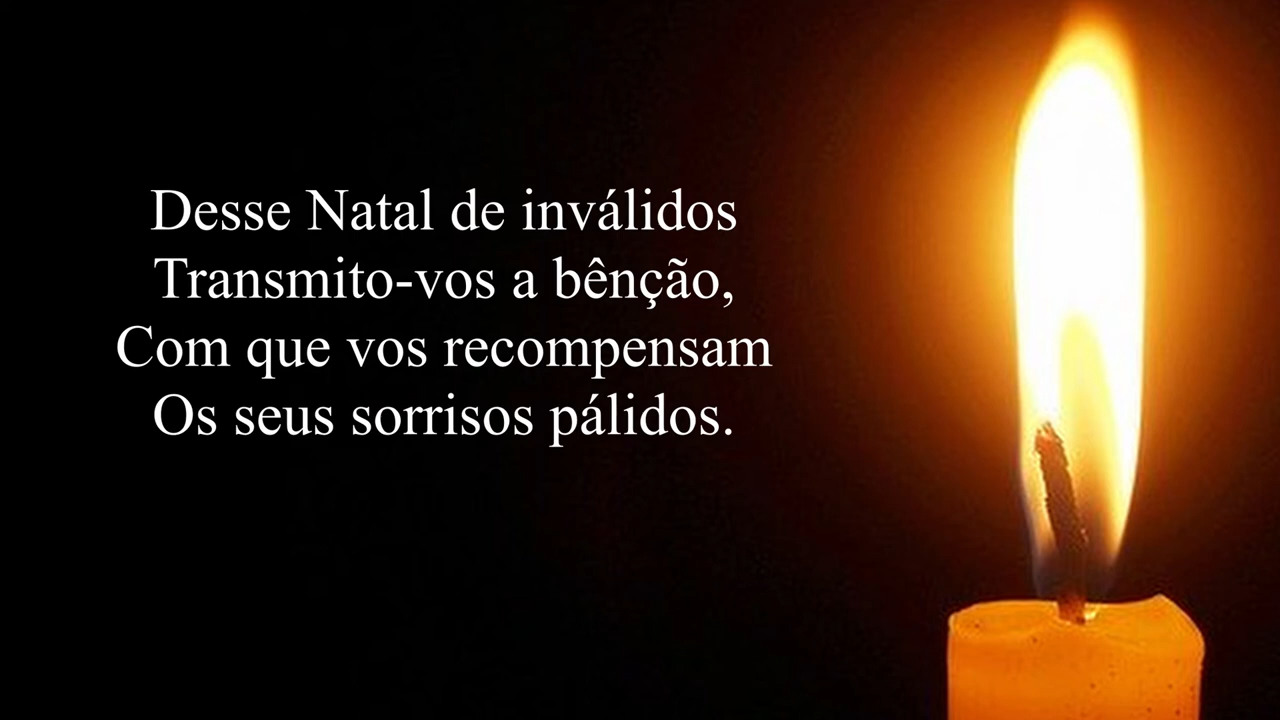 Desse Natal de inválidos
Transmito-vos a bênção,
Com que vos recompensam
Os seus sorrisos pálidos.